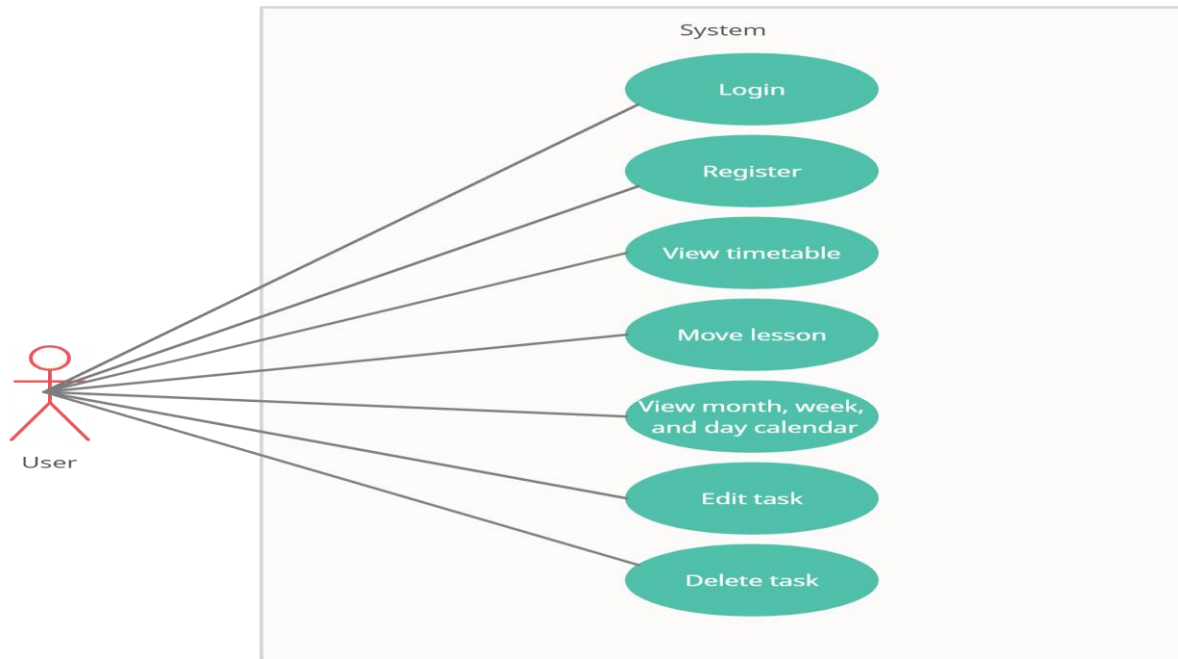 System
Login
Register
View timetable
Move lesson
View month, week,
and day calendar
Edit task
Delete task
User